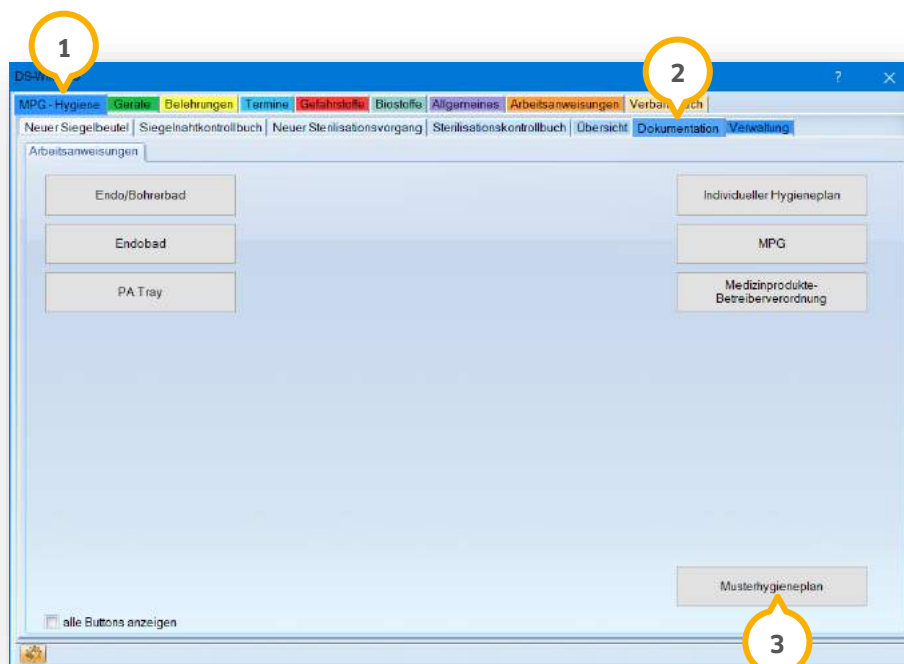 1
2
DS-Wi
? ×
MPG - Hygiene Geräte Belehrungen Termine Gefahrstoffe Biostoffe Allgemeines Arbeitsanweisungen
Neuer Siegelbeutel Siegelnahtkontrollbuch Neuer Sterilisationsvorgang Sterilisationskontrollbuch Übersicht Dokumentation Verwaltung
Arbeitsanweisungen
Endo/Bohrerbad
Individueller Hygieneplan
Endobad
MPG
PA Tray
Medizinprodukte-
Betreiberverordnung
Musterhygieneplan
alle Buttons anzeigen
3